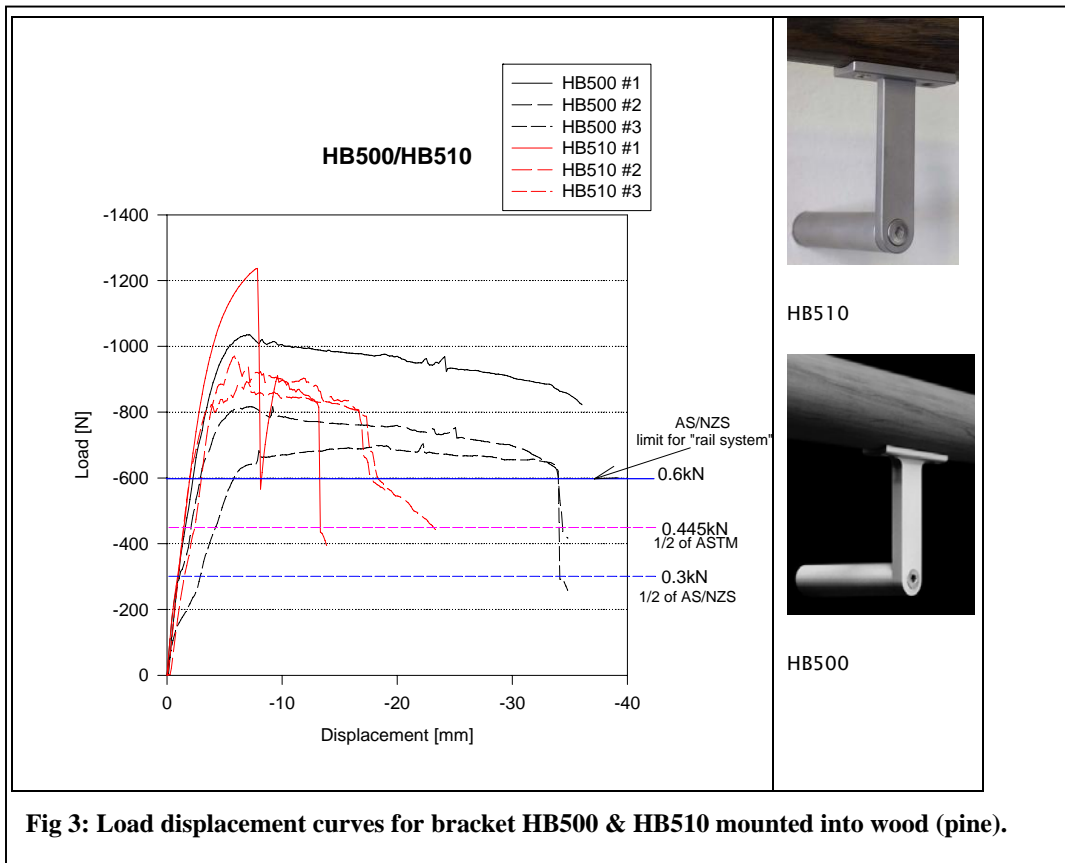 HB500 #1
HB500 #2
HB500 #3
HB510 #1
HB510 #2
HB510 #3
HB500/HB510
-1400
-1200
-1000
-800
-600
-400
-200
0
Load [N]
0
-10
-20
-30
-40
Displacement [mm]
AS/NZS
limit for "rail system"
0.6kN
0.445kN
1/2 of ASTM
0.3kN
1/2 of AS/NZS
HB510
HB500
Fig 3: Load displacement curves for bracket HB500 & HB510 mounted into wood (pine).